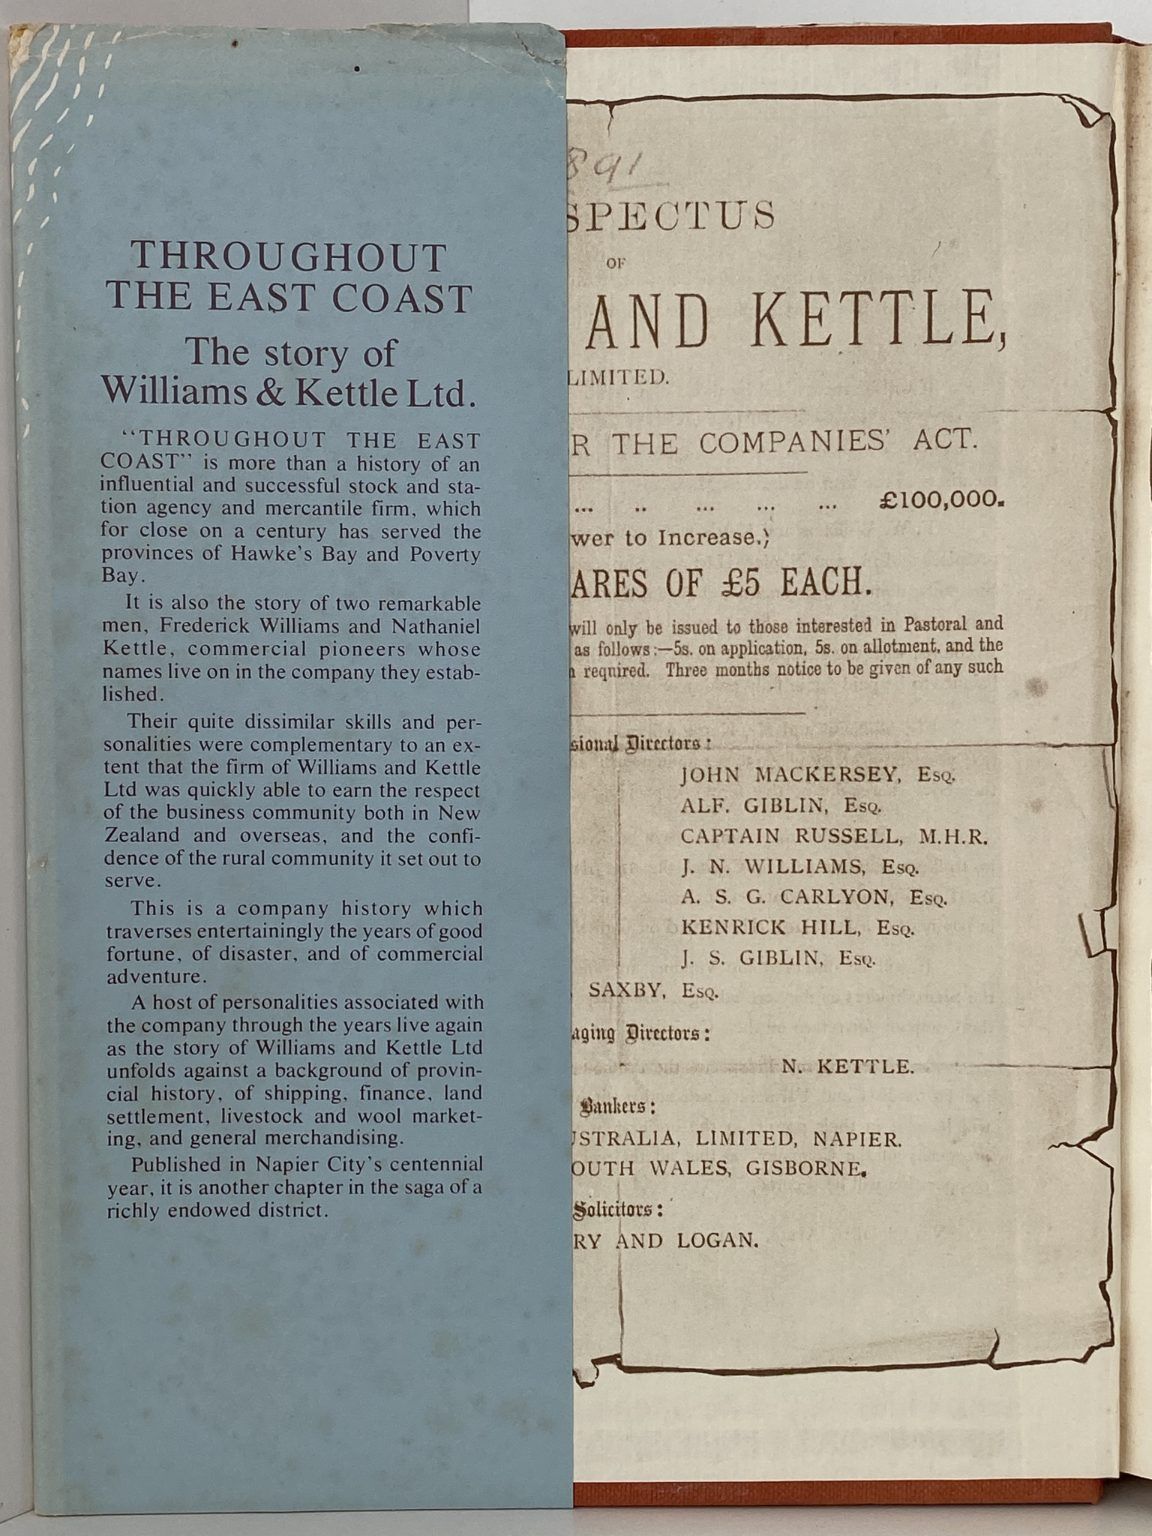 THROUGHOUT
THE EAST COAST
The story of
Williams & Kettle Ltd.
"THROUGHOUT THE EAST
COAST" is more than a history of an
influential and successful stock and sta-
tion agency and mercantile firm, which
for close on a century has served the
provinces of Hawke's Bay and Poverty
Bay.
It is also the story of two remarkable
men, Frederick Williams and Nathaniel
Kettle, commercial pioneers whose
names live on in the company they estab-
lished.
Their quite dissimilar skills and per-
sonalities were complementary to an ex-
tent that the firm of Williams and Kettle
Ltd was quickly able to earn the respect
of the business community both in New
Zealand and overseas, and the confi-
dence of the rural community it set out to
serve.
This is a company history which
traverses entertainingly the years of good
fortune, of disaster, and of commercial
adventure.
A host of personalities associated with
the company through the years live again
as the story of Williams and Kettle Ltd
unfolds against a background of provin-
cial history, of shipping, finance, land
settlement, livestock and wool market-
ing, and general merchandising.
Published in Napier City's centennial
year, it is another chapter in the saga of a
richly endowed district.
891
SPECTUS
OF
AND KETTLE,
LIMITED.
R THE COMPANIES' ACT.
... .. ... ... ... £100,000.
wer to Increase.)
ARES OF £5 EACH.
will only be issued to those interested in Pastoral and
as follows:—5s. on application, 5s. on allotment, and the
required. Three months notice to be given of any such
sional Directors:
JOHN MACKERSEY, Esq.
ALF. GIBLIN, Esq.
CAPTAIN RUSSELL, M.H.R.
J. N. WILLIAMS, Esq.
A. S. G. CARLYON, Esq.
KENRICK HILL, Esq.
J. S. GIBLIN, Esq.
SAXBY, Esq.
aging Directors:
N. KETTLE.
Bankers:
USTRALIA, LIMITED, NAPIER.
OUTH WALES, GISBORNE.
Solicitors:
RY AND LOGAN.